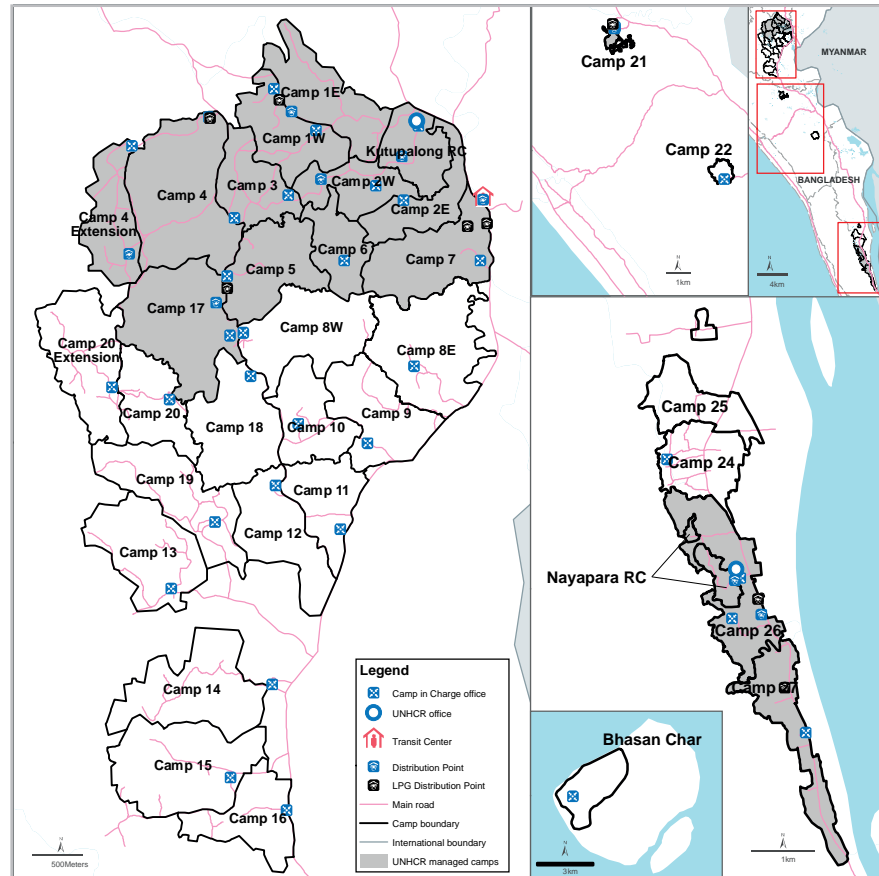 Camp 1E
Camp 1W
Kutupalong RC
Camp 4
Camp 3
Camp 2W
Camp 2E
Camp 4
Extension
Camp 6
Camp 5
Camp 7
Camp 17
Camp 8W
Camp 20
Extension
Camp 8E
Camp 20
Camp 18
Camp 10
Camp 9
Camp 19
Camp 11
Camp 12
Camp 13
Camp 14
Camp 15
Camp 16
N
500Meters
Legend
Camp in Charge office
UNHCR office
Transit Center
Distribution Point
LPG Distribution Point
Main road
Camp boundary
International boundary
UNHCR managed camps
Camp 21
Camp 22
N
1km
MYANMAR
BANGLADESH
N
4km
Camp 25
Camp 24
Nayapara RC
Camp 26
Camp 27
N
1km
Bhasan Char
N
3km